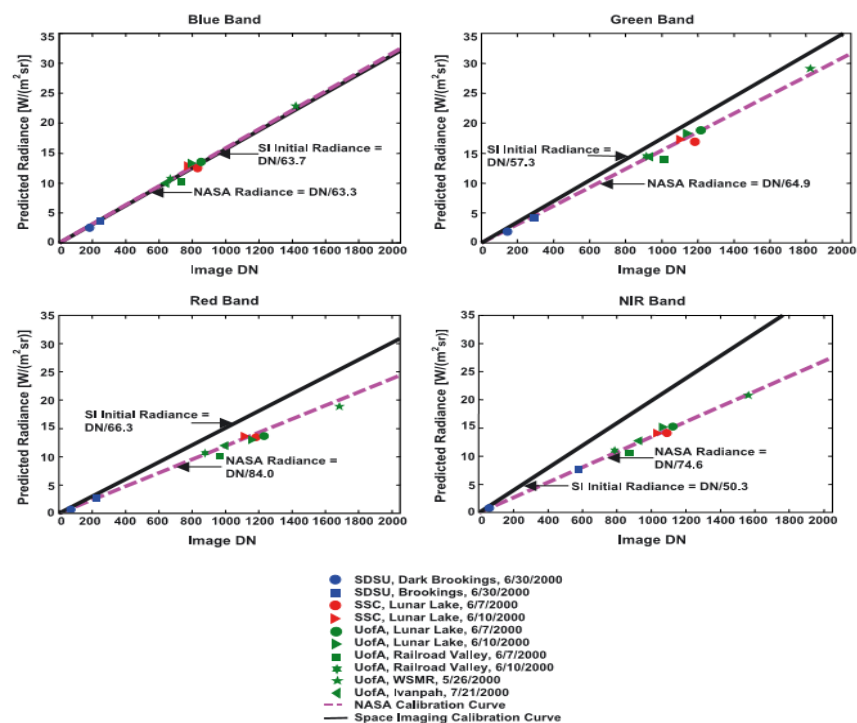 Blue Band
Predicted Radiance [W/(m²sr)]
35
30
25
20
15
10
5
0
SI Initial Radiance =
DN/63.7
NASA Radiance = DN/63.3
0 200 400 600 800 1000 1200 1400 1600 1800 2000
Image DN
Green Band
Predicted Radiance [W/(m²sr)]
35
30
25
20
15
10
5
0
SI Initial Radiance =
DN/57.3
NASA Radiance = DN/64.9
0 200 400 600 800 1000 1200 1400 1600 1800 2000
Image DN
Red Band
Predicted Radiance [W/(m²sr)]
35
30
25
20
15
10
5
0
SI Initial Radiance =
DN/66.3
NASA Radiance =
DN/84.0
0 200 400 600 800 1000 1200 1400 1600 1800 2000
Image DN
NIR Band
Predicted Radiance [W/(m²sr)]
35
30
25
20
15
10
5
0
NASA Radiance =
DN/74.6
SI Initial Radiance = DN/50.3
0 200 400 600 800 1000 1200 1400 1600 1800 2000
Image DN
SDSU, Dark Brookings, 6/30/2000
SDSU, Brookings, 6/30/2000
SSC, Lunar Lake, 6/7/2000
SSC, Lunar Lake, 6/10/2000
UofA, Lunar Lake, 6/7/2000
UofA, Lunar Lake, 6/10/2000
UofA, Railroad Valley, 6/7/2000
UofA, Railroad Valley, 6/10/2000
UofA, WSMR, 5/26/2000
UofA, Ivanpah, 7/21/2000
NASA Calibration Curve
Space Imaging Calibration Curve